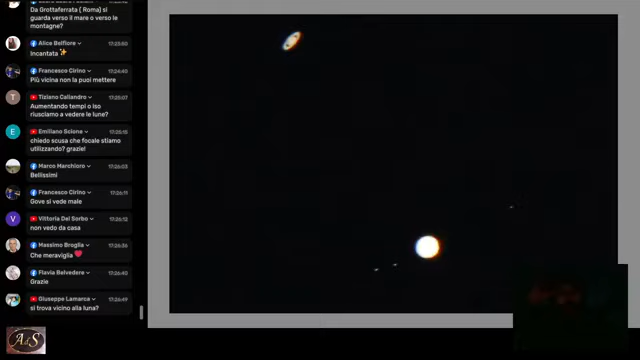 Da Grottaferrata ( Roma) si
guarda verso il mare o verso le
montagne?
Alice Belfiore 17:23:50
Incantata ✨
Francesco Cirino 17:24:40
Più vicina non la puoi mettere
Tiziano Caliandro 17:25:07
Aumentando tempi o iso
riusciamo a vedere le lune?
Emiliano Sciona 17:25:15
chiedo scusa che focale stiamo
utilizzando? grazie!
Marco Marchioro 17:26:03
Bellissimi
Francesco Cirino 17:26:11
Gove si vede male
Vittoria Del Sorbo 17:26:12
non vedo da casa
Massimo Broglia 17:26:36
Che meraviglia ❤
Flavia Belvedere 17:26:40
Grazie
Giuseppe Lamarca 17:26:49
si trova vicino alla luna?
AdS